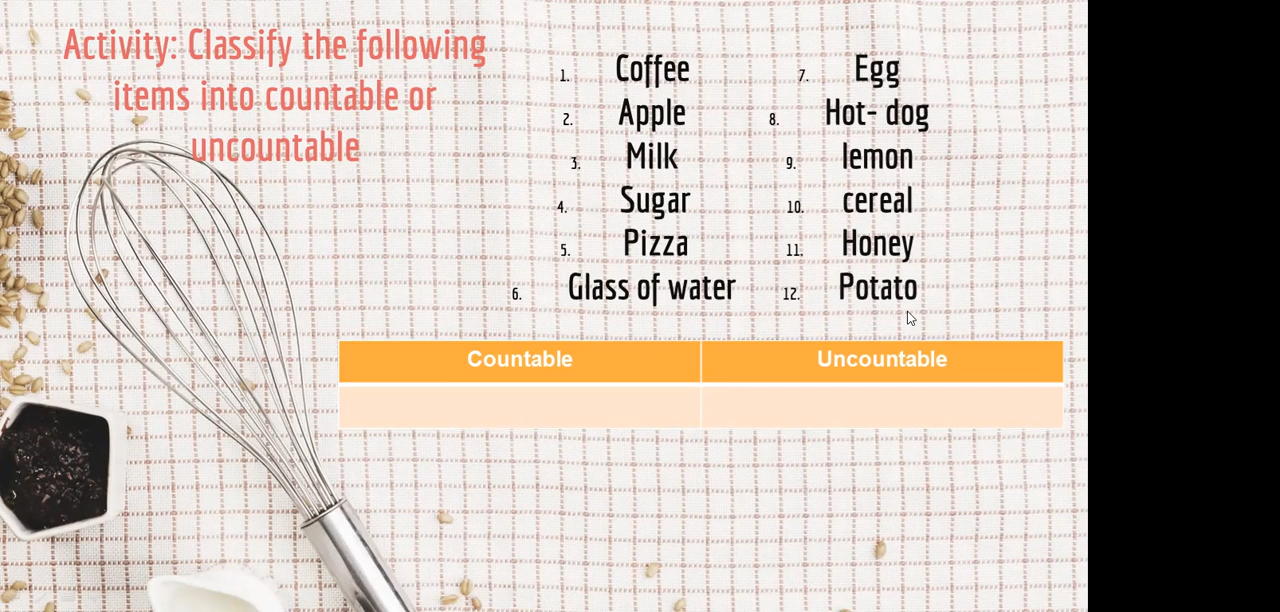 Activity: Classify the following
items into countable or
uncountable
1. Coffee
2. Apple
3. Milk
4. Sugar
5. Pizza
6. Glass of water
7. Egg
8. Hot- dog
9. lemon
10. cereal
11. Honey
12. Potato
Countable Uncountable